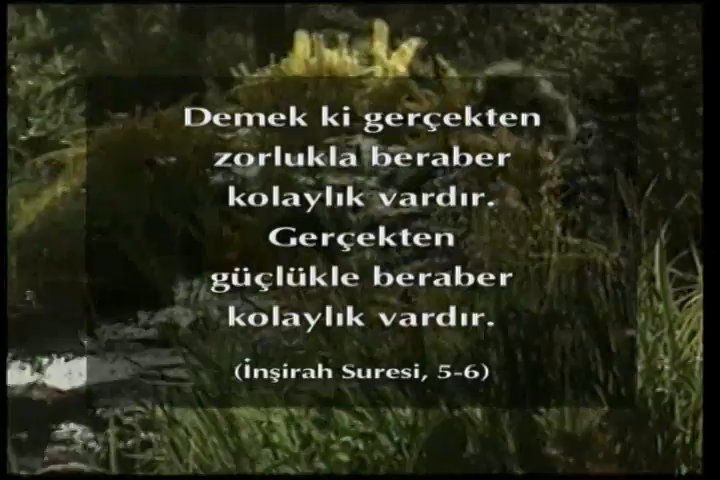 Demek ki gerçekten
zorlukla beraber
kolaylık vardır.
Gerçekten
güçlükle beraber
kolaylık vardır.
(İnşirah Suresi, 5-6)